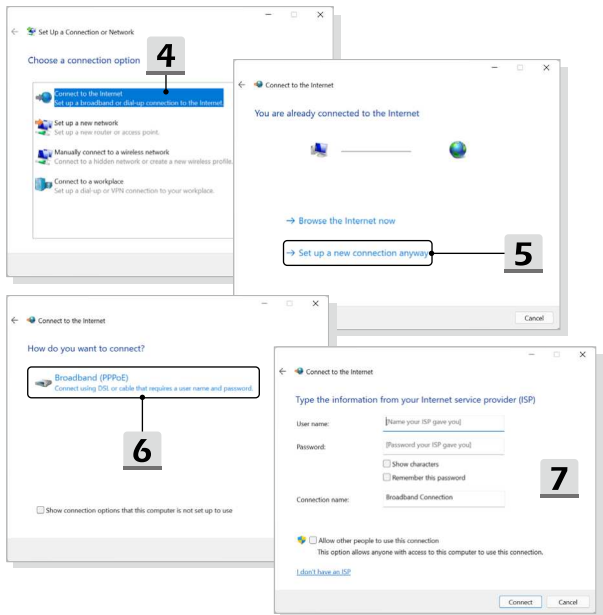 Set Up a Connection or Network
Choose a connection option
4
Connect to the Internet
Set up a broadband or dial-up connection to the Internet.
Set up a new network
Set up a new router or access point.
Manually connect to a wireless network
Connect to a hidden network or create a new wireless profile.
Connect to a workplace
Set up a dial-up or VPN connection to your workplace.
Connect to the Internet
You are already connected to the Internet
→ Browse the Internet now
→ Set up a new connection anyway
5
Cancel
Connect to the Internet
How do you want to connect?
Broadband (PPPoE)
Connect using DSL or cable that requires a user name and password.
6
Show connection options that this computer is not set up to use
Connect to the Internet
Type the information from your Internet service provider (ISP)
User name: [Name your ISP gave you]
Password: [Password your ISP gave you]
Show characters
Remember this password
7
Connection name: Broadband Connection
Allow other people to use this connection
This option allows anyone with access to this computer to use this connection.
I don't have an ISP
Connect Cancel